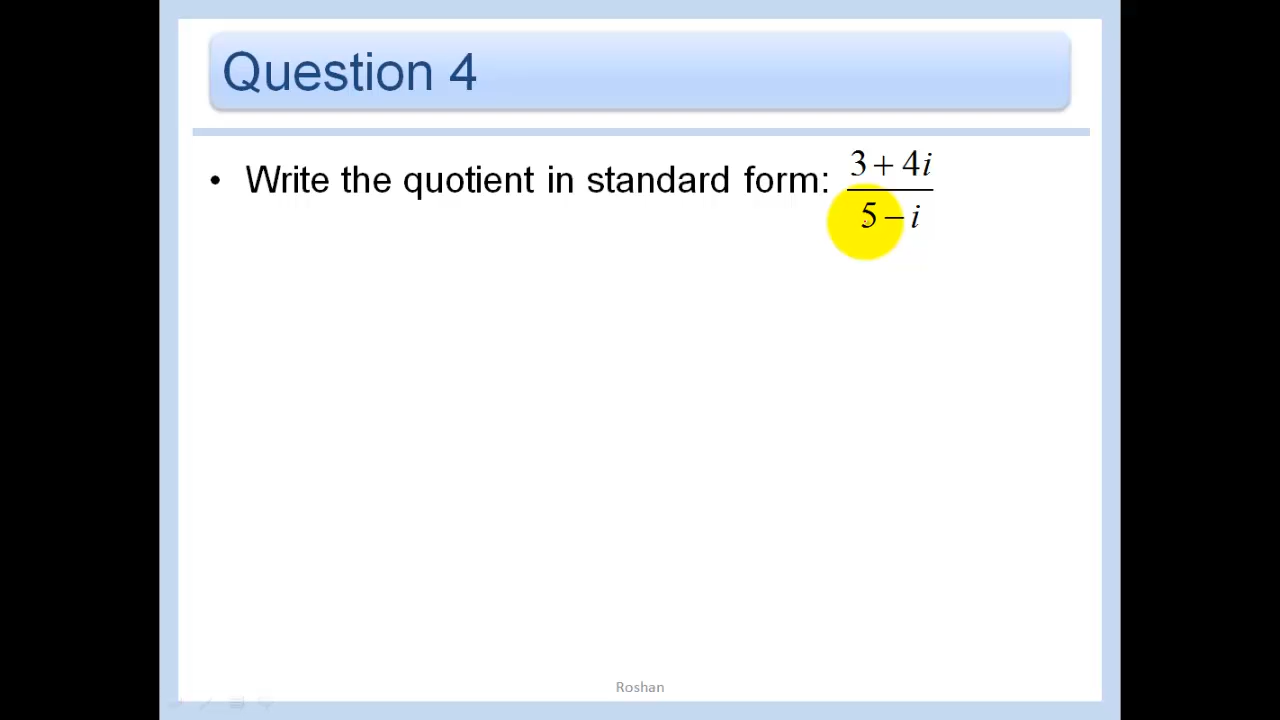 Question 4
• Write the quotient in standard form: (3 + 4i)/(5 − i)
Roshan